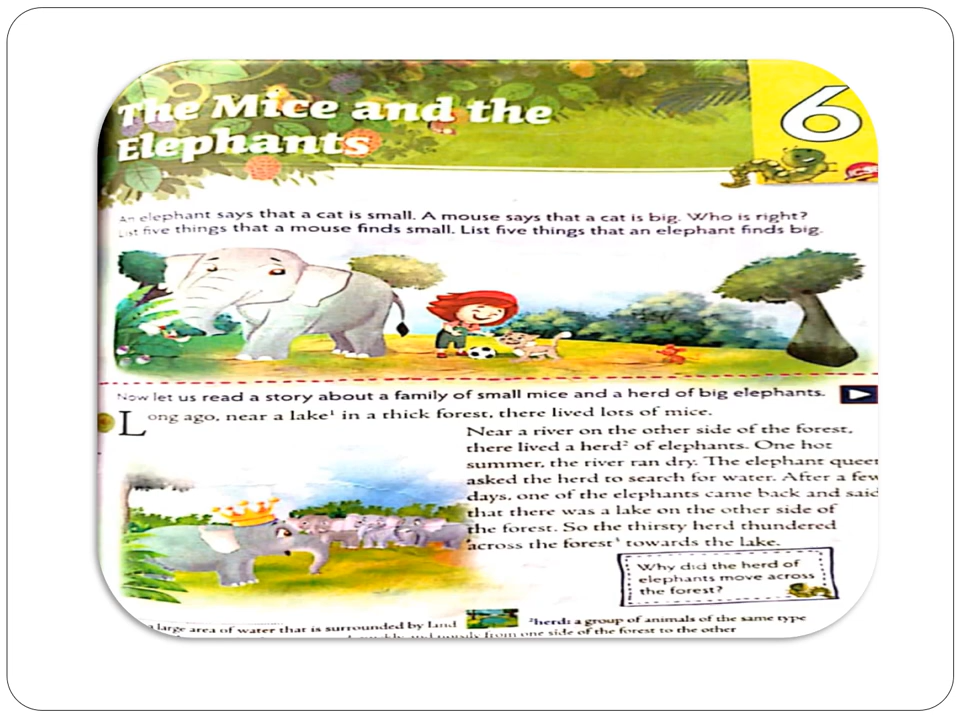 The Mice and the
Elephants
6
An elephant says that a cat is small. A mouse says that a cat is big. Who is right?
List five things that a mouse finds small. List five things that an elephant finds big.
Now let us read a story about a family of small mice and a herd of big elephants.
Long ago, near a lake¹ in a thick forest, there lived lots of mice.
Near a river on the other side of the forest,
there lived a herd² of elephants. One hot
summer, the river ran dry. The elephant queen
asked the herd to search for water. After a few
days, one of the elephants came back and said
that there was a lake on the other side of
the forest. So the thirsty herd thundered
across the forest³ towards the lake.
Why did the herd of
elephants move across
the forest?
large area of water that is surrounded by land
²herd: a group of animals of the same type
and noisily from one side of the forest to the other